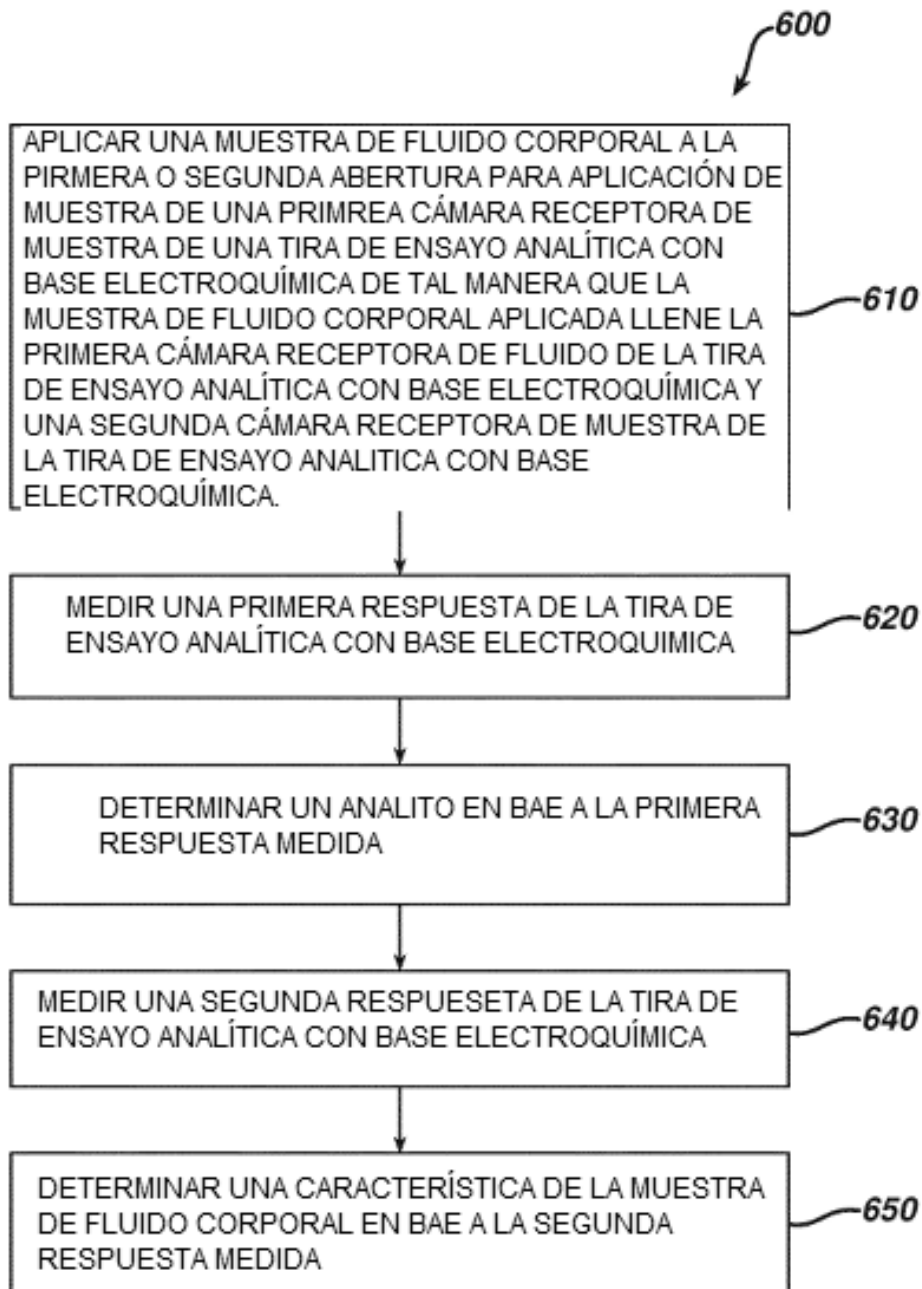 600
APLICAR UNA MUESTRA DE FLUIDO CORPORAL A LA
PIRMERA O SEGUNDA ABERTURA PARA APLICACIÓN DE
MUESTRA DE UNA PRIMREA CÁMARA RECEPTORA DE
MUESTRA DE UNA TIRA DE ENSAYO ANALÍTICA CON
BASE ELECTROQUÍMICA DE TAL MANERA QUE LA
MUESTRA DE FLUIDO CORPORAL APLICADA LLENE LA
PRIMERA CÁMARA RECEPTORA DE FLUIDO DE LA TIRA
DE ENSAYO ANALÍTICA CON BASE ELECTROQUÍMICA Y
UNA SEGUNDA CÁMARA RECEPTORA DE MUESTRA DE
LA TIRA DE ENSAYO ANALITICA CON BASE
ELECTROQUÍMICA.
610
MEDIR UNA PRIMERA RESPUESTA DE LA TIRA DE
ENSAYO ANALÍTICA CON BASE ELECTROQUIMICA
620
DETERMINAR UN ANALITO EN BAE A LA PRIMERA
RESPUESTA MEDIDA
630
MEDIR UNA SEGUNDA RESPUESETA DE LA TIRA DE
ENSAYO ANALÍTICA CON BASE ELECTROQUÍMICA
640
DETERMINAR UNA CARACTERÍSTICA DE LA MUESTRA
DE FLUIDO CORPORAL EN BAE A LA SEGUNDA
RESPUESTA MEDIDA
650